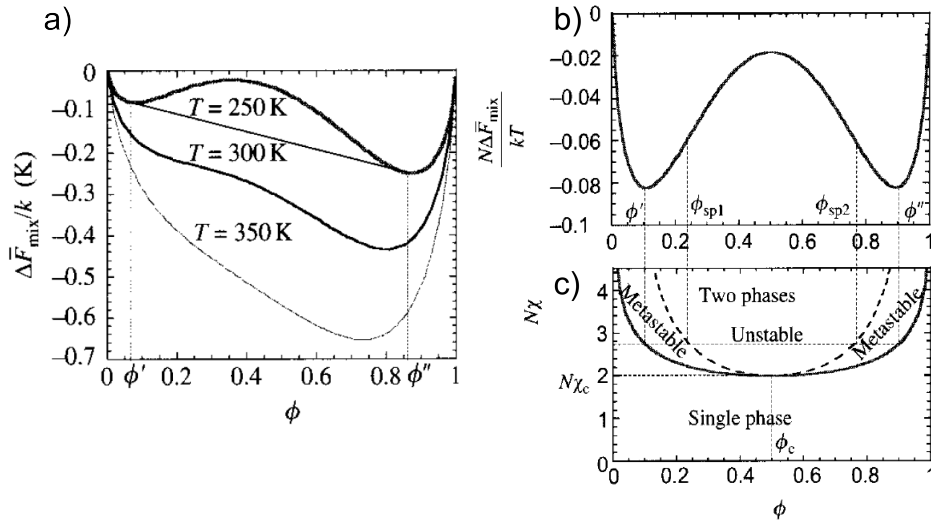 a)
0
–0.1
–0.2
–0.3
–0.4
–0.5
–0.6
–0.7
ΔF̅mix/k (K)
T = 250 K
T = 300 K
T = 350 K
0 ϕ′ 0.2 0.4 0.6 0.8 ϕ″ 1
ϕ
b)
0
–0.02
–0.04
–0.06
–0.08
–0.1
NΔF̅mix
kT
ϕ′ ϕsp1 ϕsp2 ϕ″
0 0.2 0.4 0.6 0.8 1
c)
4
3
2
1
0
Nχ
Nχc
Metastable
Two phases
Unstable
Metastable
Single phase
ϕc
0 0.2 0.4 0.6 0.8 1
ϕ